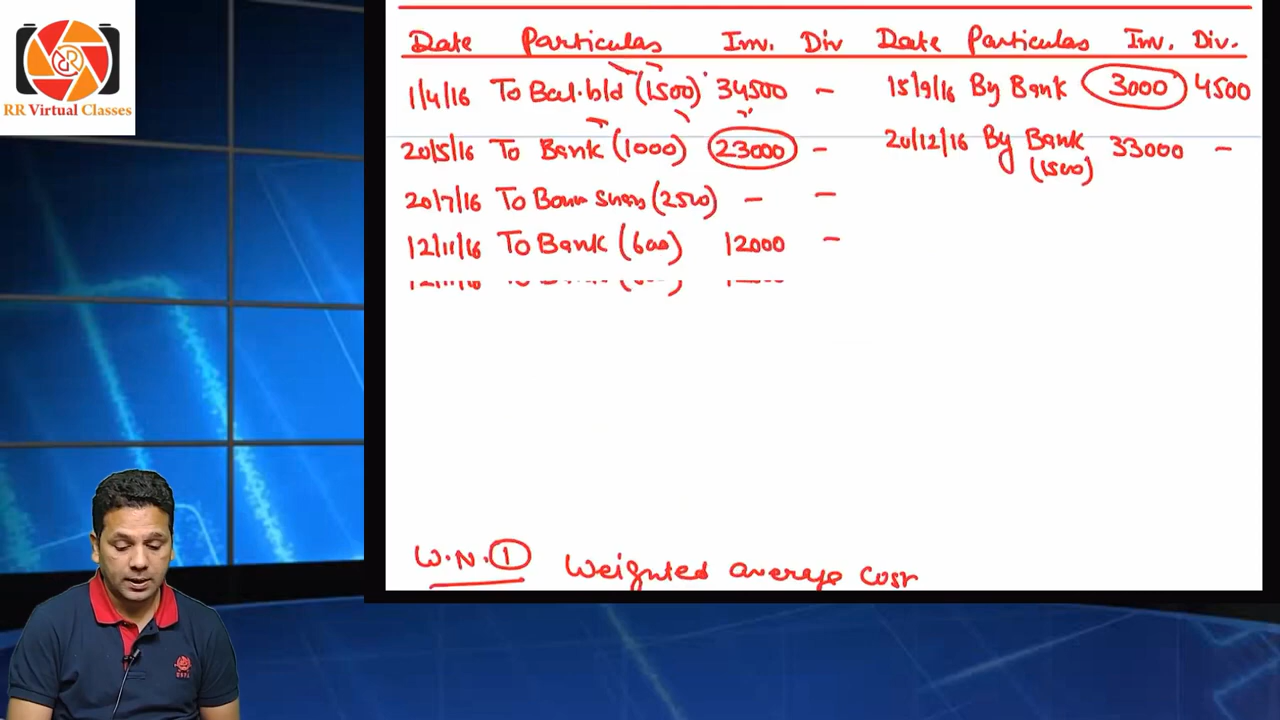 RR Virtual Classes
Date Particulas Inv. Div Date Particulas Inv. Div.
1/4/16 To Bal.b/d (1500) 34500 - 15/9/16 By Bank 3000 4500
20/5/16 To Bank (1000) 23000 - 20/12/16 By Bank (1500) 33000 -
20/7/16 To Bonus Shares (2500) - -
12/11/16 To Bank (600) 12000 -
W.N. 1 Weighted average cost